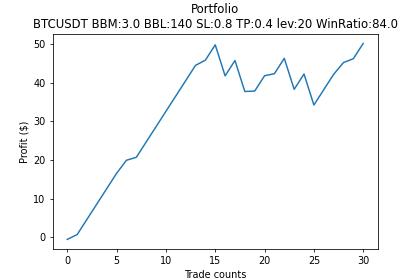 Portfolio
BTCUSDT BBM:3.0 BBL:140 SL:0.8 TP:0.4 lev:20 WinRatio:84.0
50
40
30
20
10
0
Profit ($)
0 5 10 15 20 25 30
Trade counts